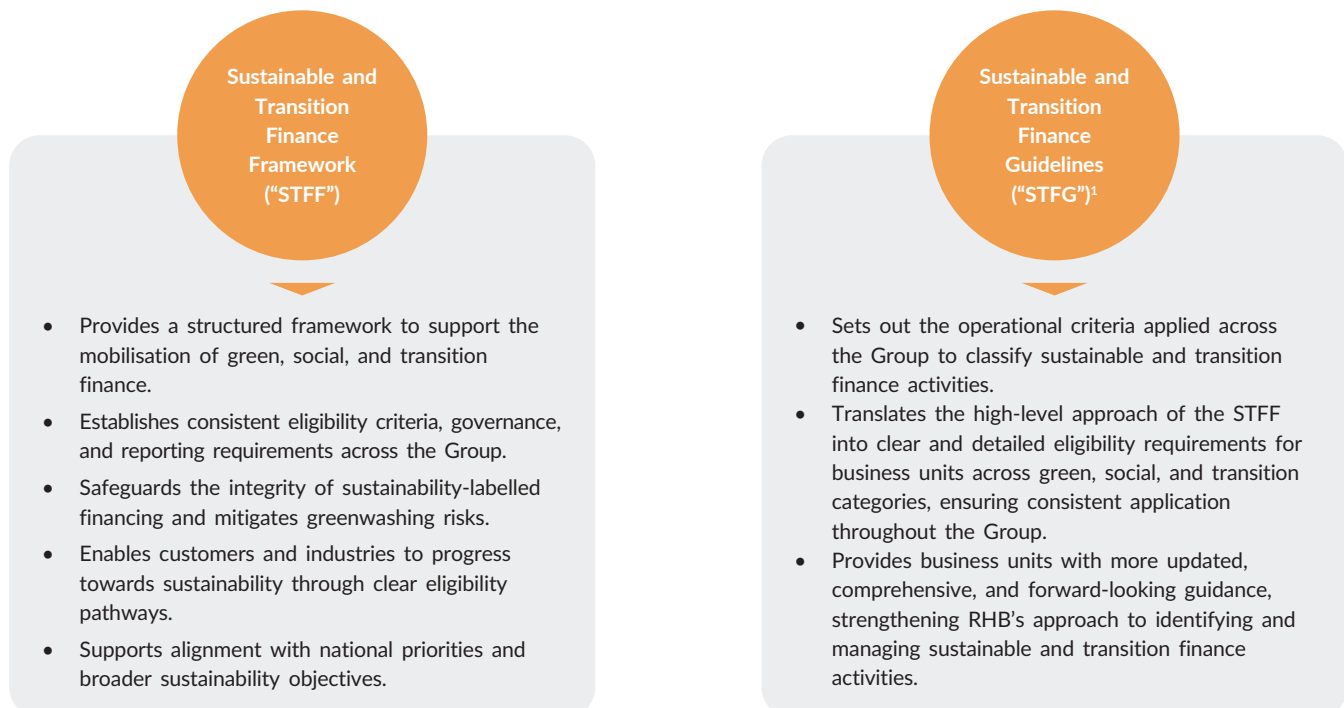 Sustainable and
Transition
Finance
Framework
(“STFF”)
• Provides a structured framework to support the
mobilisation of green, social, and transition
finance.
• Establishes consistent eligibility criteria, governance,
and reporting requirements across the Group.
• Safeguards the integrity of sustainability-labelled
financing and mitigates greenwashing risks.
• Enables customers and industries to progress
towards sustainability through clear eligibility
pathways.
• Supports alignment with national priorities and
broader sustainability objectives.
Sustainable and
Transition
Finance
Guidelines
(“STFG”)¹
• Sets out the operational criteria applied across
the Group to classify sustainable and transition
finance activities.
• Translates the high-level approach of the STFF
into clear and detailed eligibility requirements for
business units across green, social, and transition
categories, ensuring consistent application
throughout the Group.
• Provides business units with more updated,
comprehensive, and forward-looking guidance,
strengthening RHB’s approach to identifying and
managing sustainable and transition finance
activities.